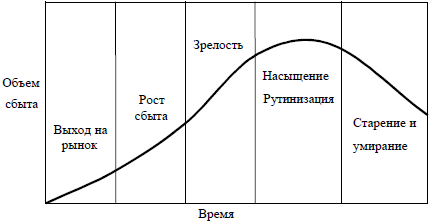 Объем
сбыта
Выход на
рынок
Рост
сбыта
Зрелость
Насыщение
Рутинизация
Старение и
умирание
Время